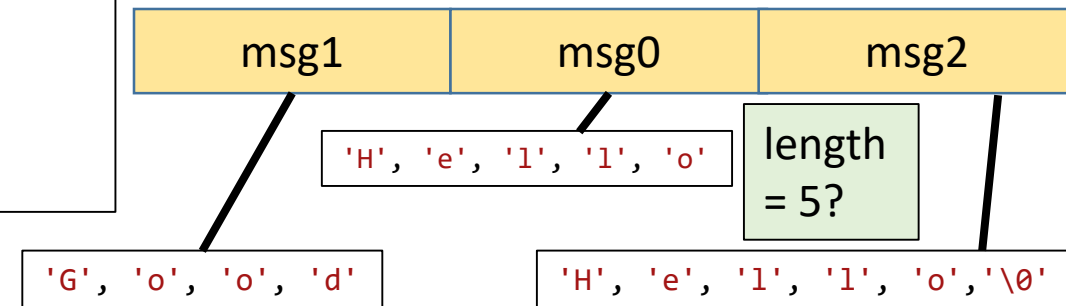 msg1 msg0 msg2
'H', 'e', 'l', 'l', 'o'
length
= 5?
'G', 'o', 'o', 'd'
'H', 'e', 'l', 'l', 'o','\0'